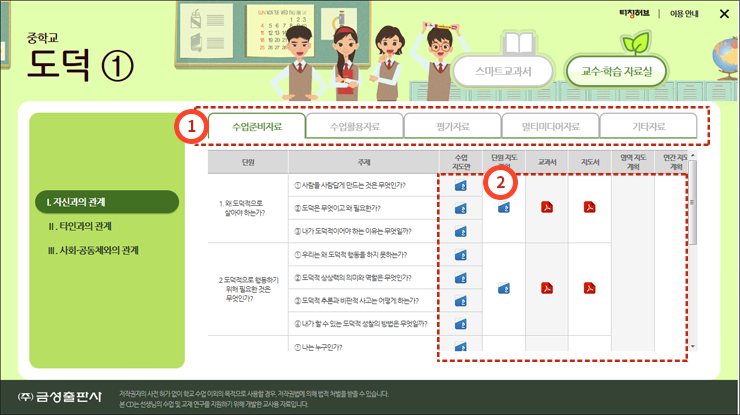 티칭허브 이용 안내
중학교
도덕 ①
스마트교과서
교수·학습 자료실
1
수업준비자료
수업활용자료
평가자료
멀티미디어자료
기타자료
단원
주제
수업
지도안
단원 지도
계획
교과서
지도서
영역 지도
계획
연간 지도
계획
2
Ⅰ. 자신과의 관계
Ⅱ. 타인과의 관계
Ⅲ. 사회·공동체와의 관계
1. 왜 도덕적으로
살아야 하는가?
① 사람을 사람답게 만드는 것은 무엇인가?
② 도덕은 무엇이고 왜 필요한가?
③ 내가 도덕적이어야 하는 이유는 무엇일까?
2 도덕적으로 행동하기
위해 필요한 것은
무엇인가?
① 우리는 왜 도덕적 행동을 하지 못하는가?
② 도덕적 상상력의 의미와 역할은 무엇인가?
③ 도덕적 추론과 비판적 사고는 어떻게 하는가?
④ 내가 할 수 있는 도덕적 성찰의 방법은 무엇일까?
① 나는 누구인가?
(주) 금성출판사
저작권자의 사전 허가 없이 학교 수업 이외의 목적으로 사용할 경우, 저작권법에 의해 법적 처벌을 받을 수 있습니다.
본 CD는 선생님의 수업 및 교재 연구를 지원하기 위해 개발한 교사용 자료입니다.